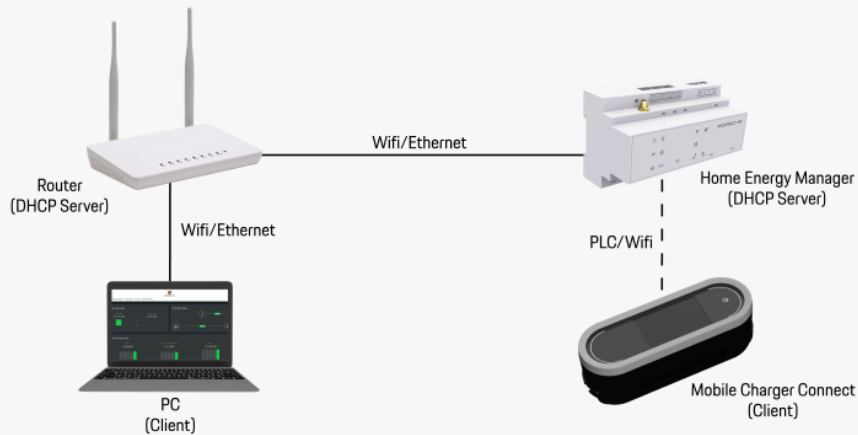 Wifi/Ethernet
Router
(DHCP Server)
Home Energy Manager
(DHCP Server)
Wifi/Ethernet
PLC/Wifi
PC
(Client)
Mobile Charger Connect
(Client)